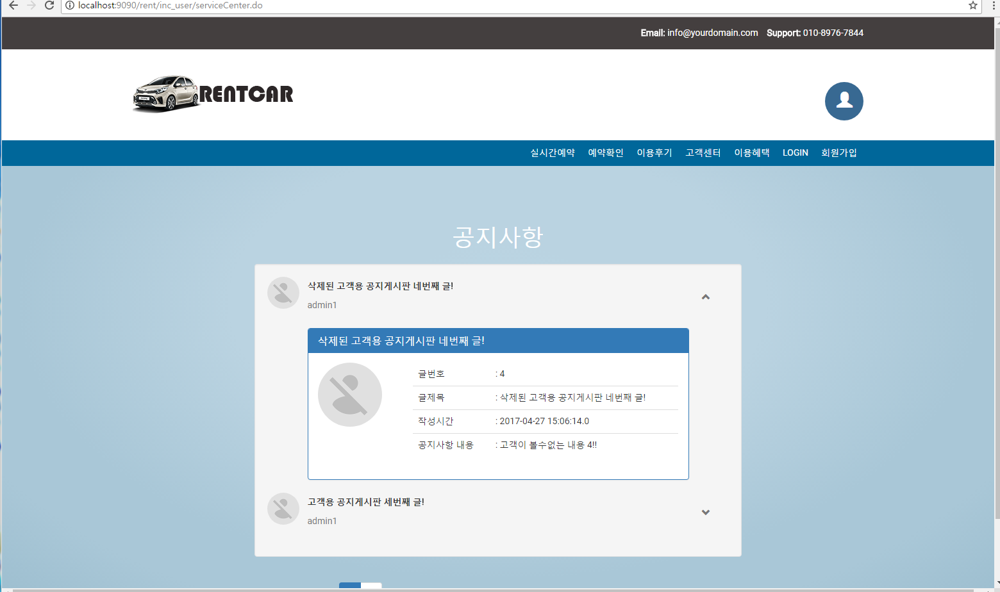 localhost:9090/rent/inc_user/serviceCenter.do
Email: info@yourdomain.com Support: 010-8976-7844
RENTCAR
실시간예약 예약확인 이용후기 고객센터 이용혜택 LOGIN 회원가입
공지사항
삭제된 고객용 공지게시판 네번째 글!
admin1
삭제된 고객용 공지게시판 네번째 글!
글번호 : 4
글제목 : 삭제된 고객용 공지게시판 네번째 글!
작성시간 : 2017-04-27 15:06:14.0
공지사항 내용 : 고객이 볼수없는 내용 4!!
고객용 공지게시판 세번째 글!
admin1